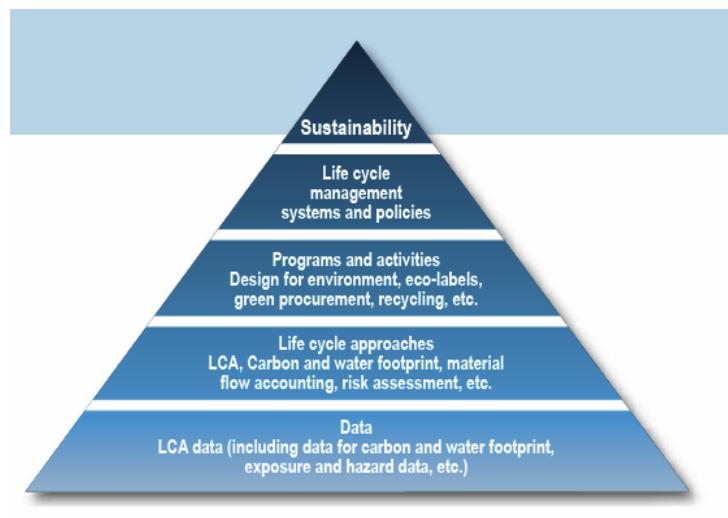 Sustainability
Life cycle
management
systems and policies
Programs and activities
Design for environment, eco-labels,
green procurement, recycling, etc.
Life cycle approaches
LCA, Carbon and water footprint, material
flow accounting, risk assessment, etc.
Data
LCA data (including data for carbon and water footprint,
exposure and hazard data, etc.)